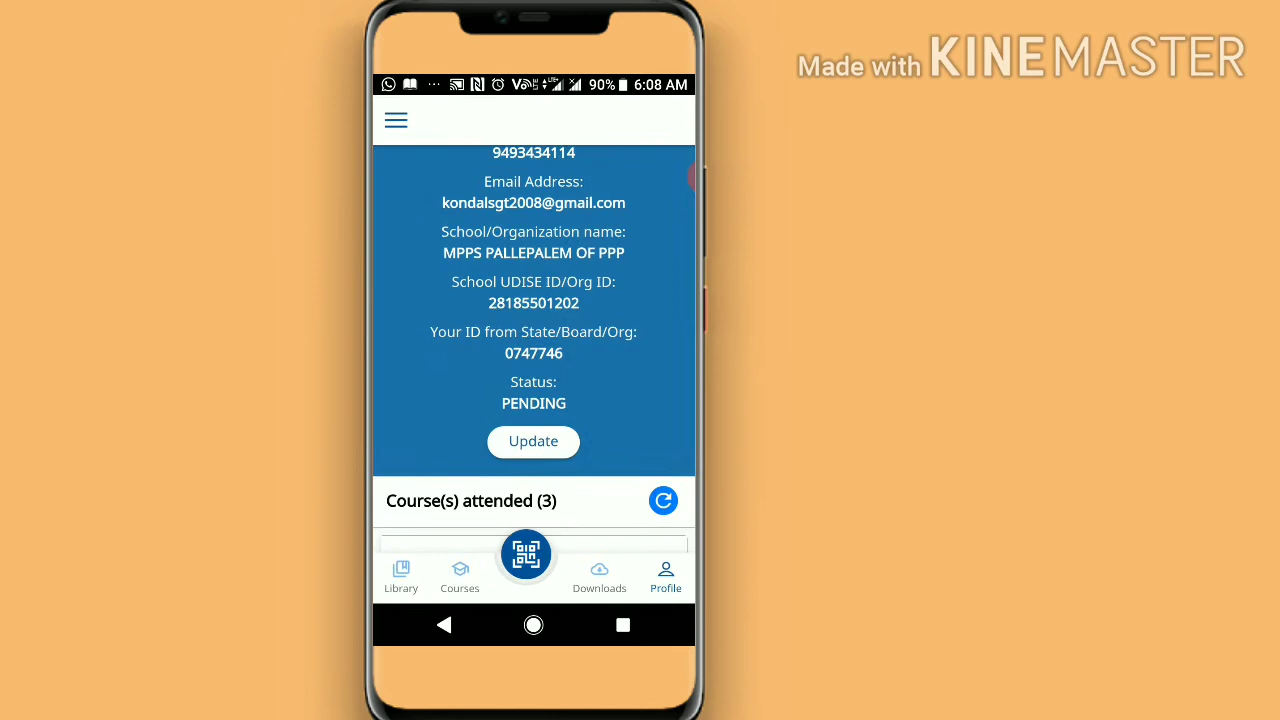 Made with KINEMASTER
90% 6:08 AM
9493434114
Email Address:
kondalsgt2008@gmail.com
School/Organization name:
MPPS PALLEPALEM OF PPP
School UDISE ID/Org ID:
28185501202
Your ID from State/Board/Org:
0747746
Status:
PENDING
Update
Course(s) attended (3)
Library Courses Downloads Profile